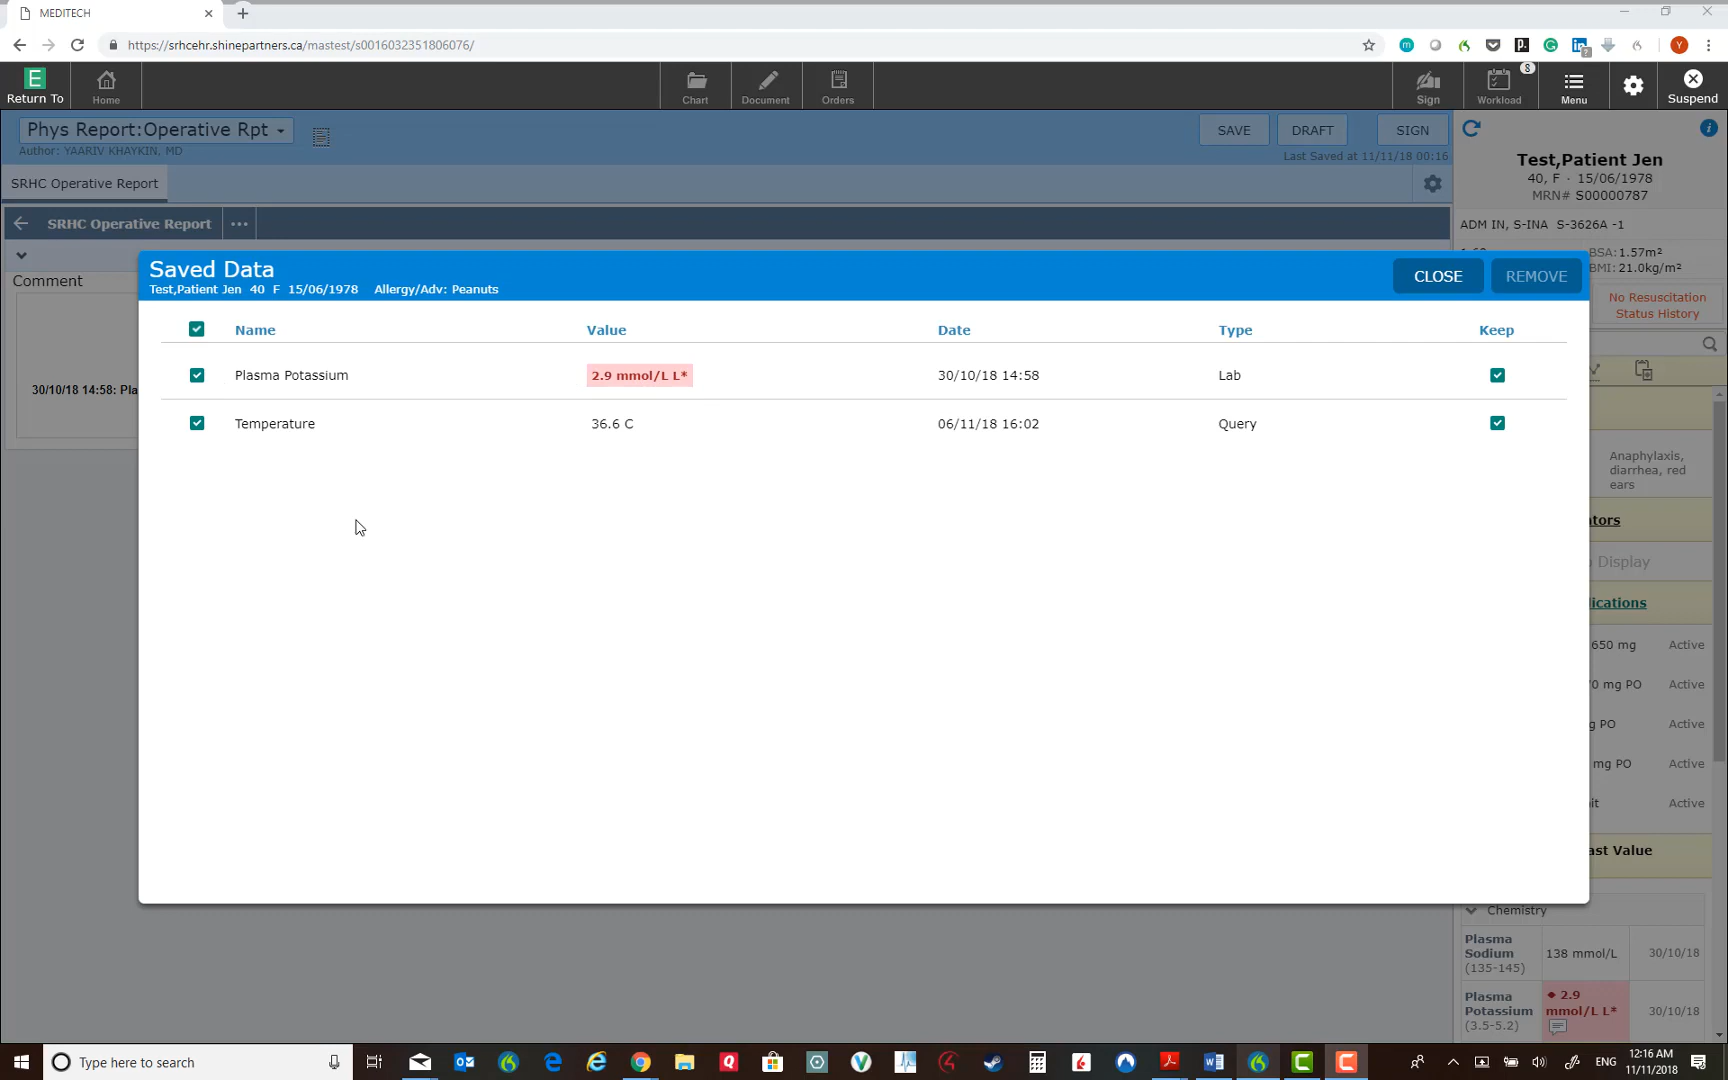 MEDITECH
https://srhcehr.shinepartners.ca/mastest/s0016032351806076/
Return To
Home
Chart
Document
Orders
Sign
8
Workload
Menu
Suspend
Phys Report:Operative Rpt
Author: YAARIV KHAYKIN, MD
SAVE
DRAFT
SIGN
Last Saved at 11/11/18 00:16
SRHC Operative Report
SRHC Operative Report
Comment
30/10/18 14:58: Pla
Test,Patient Jen
40, F · 15/06/1978
MRN# S00000787
ADM IN, S-INA S-3626A -1
BSA: 1.57m²
BMI: 21.0kg/m²
No Resuscitation
Status History
Saved Data
Test,Patient Jen 40 F 15/06/1978 Allergy/Adv: Peanuts
CLOSE
REMOVE
Name Value Date Type Keep
Plasma Potassium 2.9 mmol/L L* 30/10/18 14:58 Lab
Temperature 36.6 C 06/11/18 16:02 Query
Anaphylaxis,
diarrhea, red
ears
ators
Display
lications
650 mg Active
0 mg PO Active
g PO Active
mg PO Active
it Active
ast Value
Chemistry
Plasma
Sodium
(135-145)
138 mmol/L
30/10/18
Plasma
Potassium
(3.5-5.2)
2.9
mmol/L L*
30/10/18
Type here to search
ENG
12:16 AM
11/11/2018